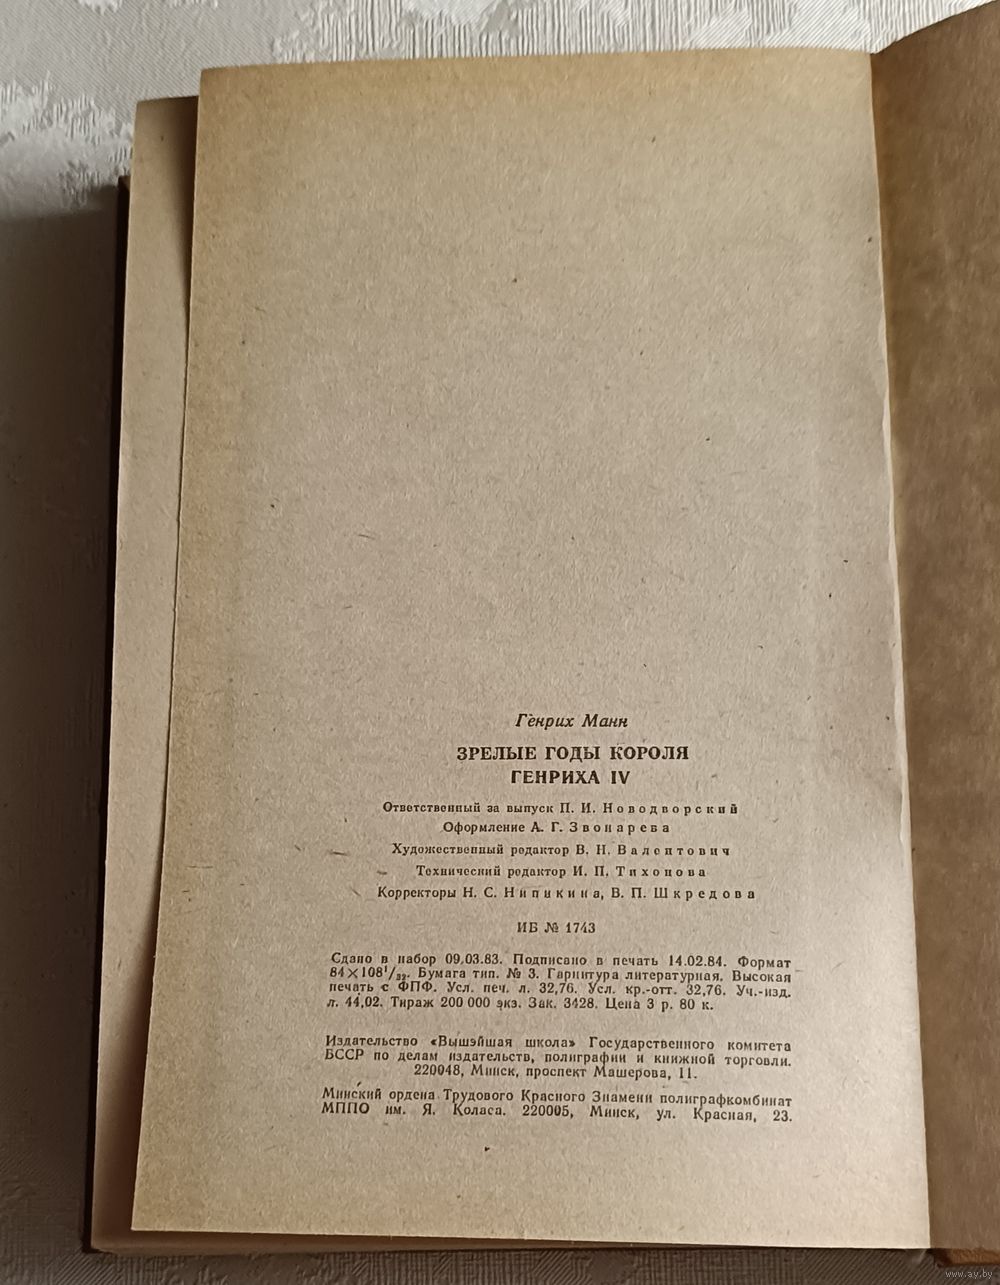 Генрих Манн
ЗРЕЛЫЕ ГОДЫ КОРОЛЯ
ГЕНРИХА IV
Ответственный за выпуск П. И. Новодворский
Оформление А. Г. Звонарева
Художественный редактор В. Н. Валентович
Технический редактор И. П. Тихонова
Корректоры Н. С. Нипикина, В. П. Шкредова
ИБ № 1743
Сдано в набор 09.03.83. Подписано в печать 14.02.84. Формат
84×108¹/₃₂. Бумага тип. № 3. Гарнитура литературная. Высокая
печать с ФПФ. Усл. печ. л. 32,76. Усл. кр.-отт. 32,76. Уч.-изд.
л. 44,02. Тираж 200 000 экз. Зак. 3428. Цена 3 р. 80 к.
Издательство «Вышэйшая школа» Государственного комитета
БССР по делам издательств, полиграфии и книжной торговли.
220048, Минск, проспект Машерова, 11.
Минский ордена Трудового Красного Знамени полиграфкомбинат
МППО им. Я. Коласа. 220005, Минск, ул. Красная, 23.
www.ay.by